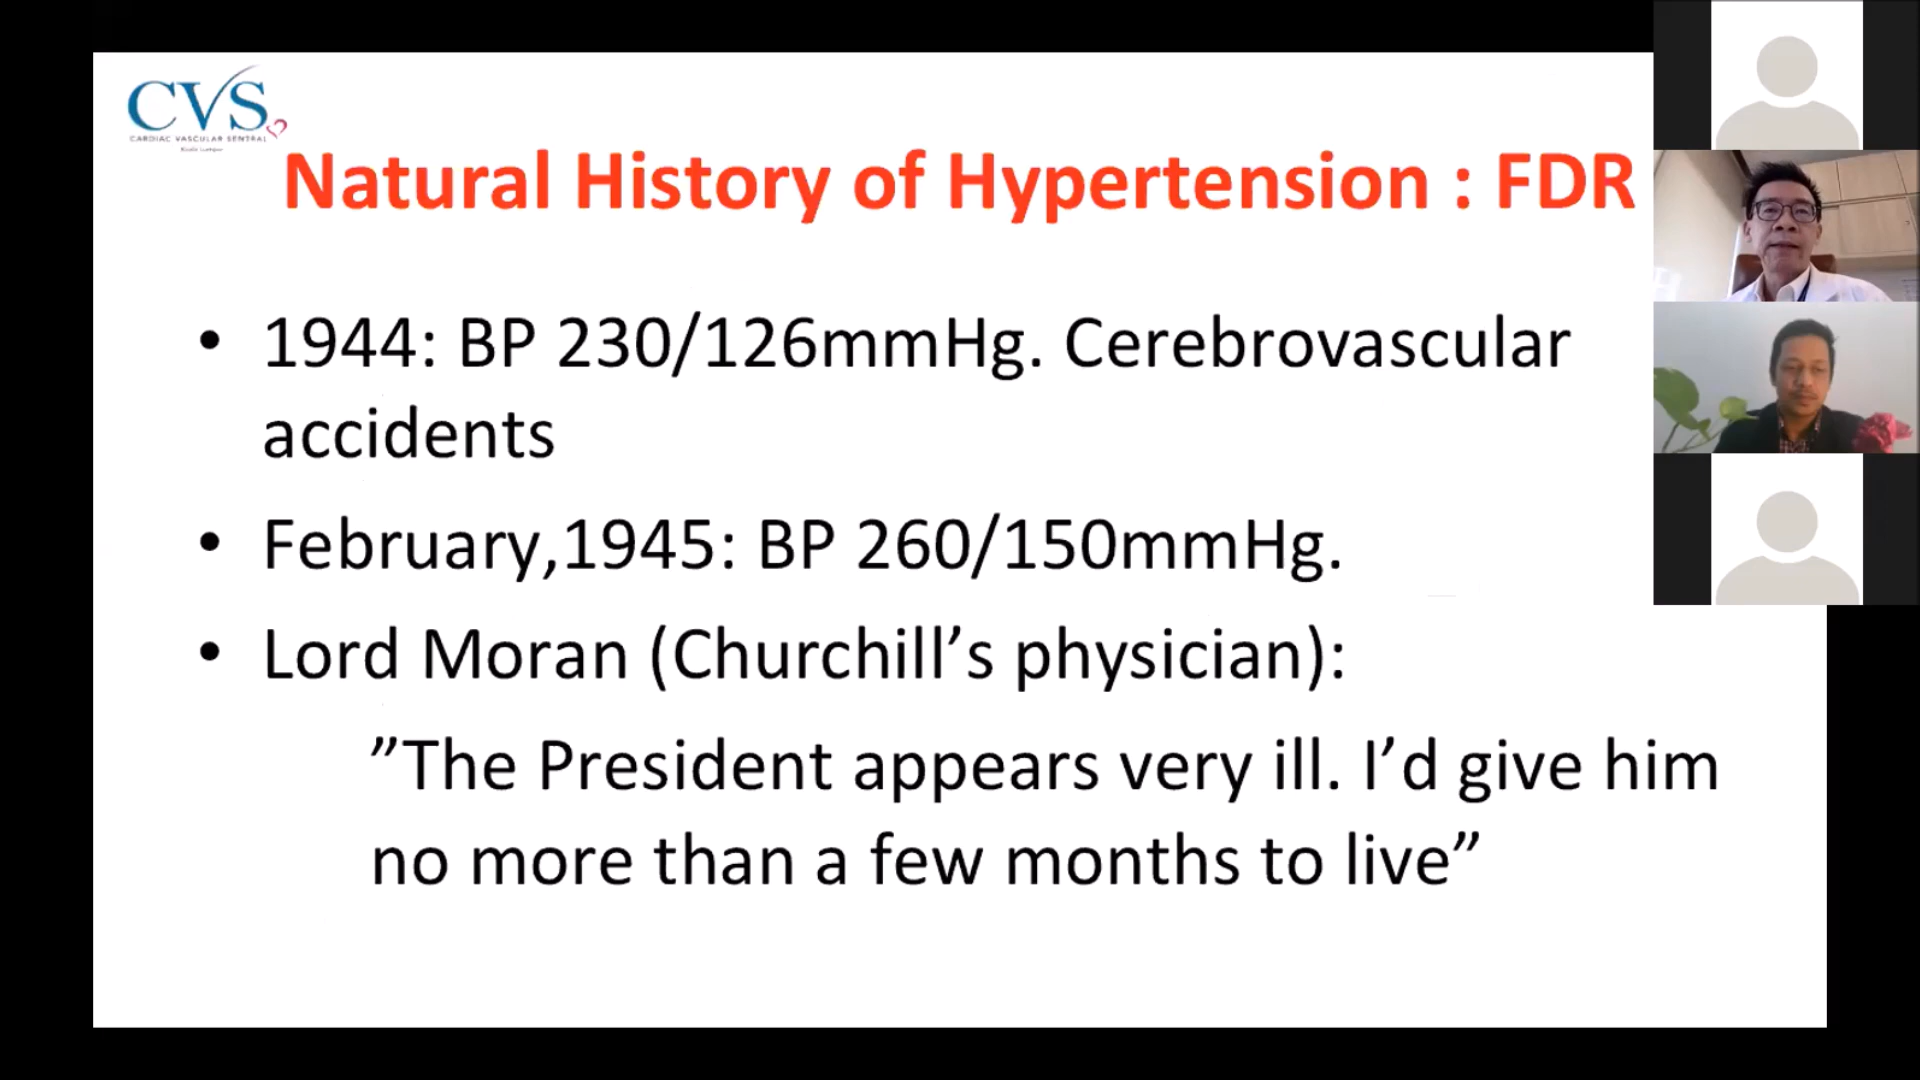 CVS
CARDIAC VASCULAR SENTRAL
Kuala Lumpur
Natural History of Hypertension : FDR
• 1944: BP 230/126mmHg. Cerebrovascular
accidents
• February,1945: BP 260/150mmHg.
• Lord Moran (Churchill’s physician):
”The President appears very ill. I’d give him
no more than a few months to live”